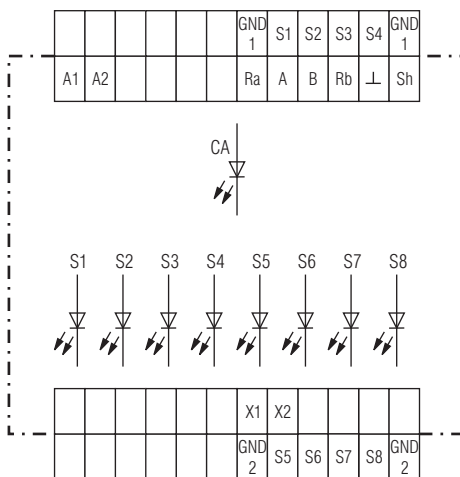 GND 1 S1 S2 S3 S4 GND 1
A1 A2 Ra A B Rb ⊥ Sh
CA
S1 S2 S3 S4 S5 S6 S7 S8
X1 X2
GND 2 S5 S6 S7 S8 GND 2